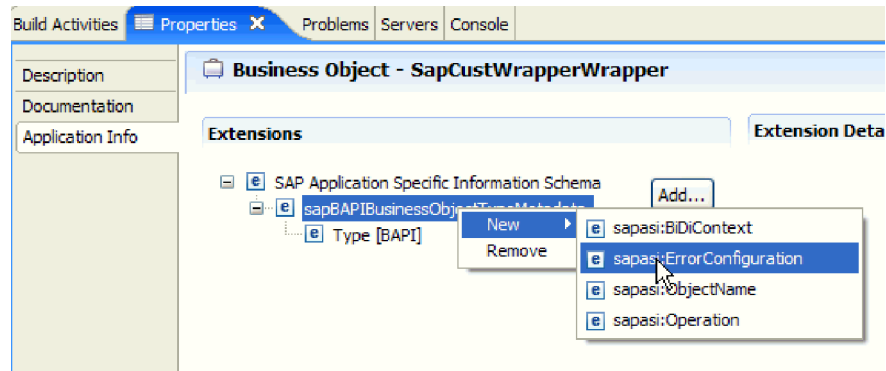 Build Activities Properties Problems Servers Console
Description
Documentation
Application Info
Business Object - SapCustWrapperWrapper
Extensions
Extension Deta
SAP Application Specific Information Schema
Add...
sapBAPIBusinessObjectTypeMetadata
Type [BAPI]
New
Remove
sapasi:BiDiContext
sapasi:ErrorConfiguration
sapasi:ObjectName
sapasi:Operation